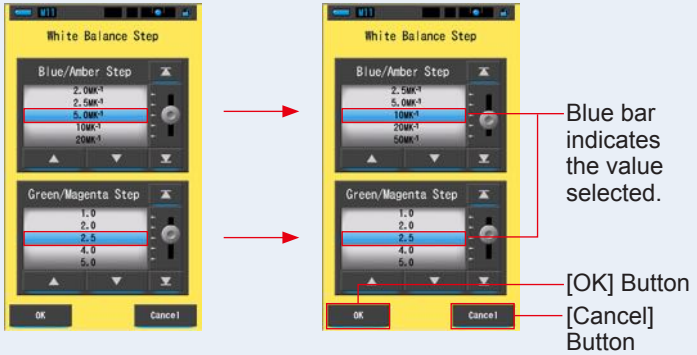 M11
White Balance Step
Blue/Amber Step
2.0MK⁻¹
2.5MK⁻¹
5.0MK⁻¹
10MK⁻¹
20MK⁻¹
Green/Magenta Step
1.0
2.0
2.5
4.0
5.0
OK
Cancel
M11
White Balance Step
Blue/Amber Step
2.5MK⁻¹
5.0MK⁻¹
10MK⁻¹
20MK⁻¹
50MK⁻¹
Green/Magenta Step
1.0
2.0
2.5
4.0
5.0
OK
Cancel
Blue bar
indicates
the value
selected.
[OK] Button
[Cancel]
Button